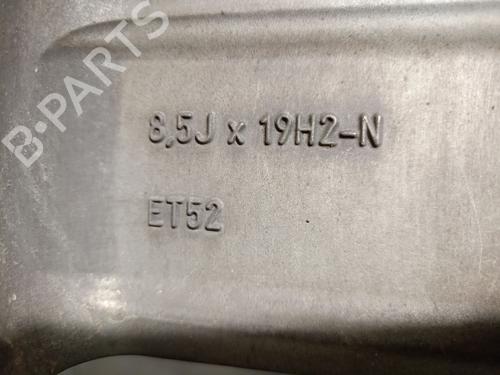 B-PARTS
8,5J x 19H2-N
ET52